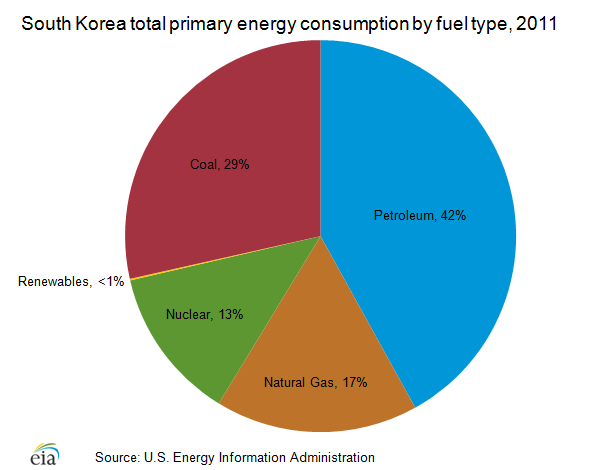 South Korea total primary energy consumption by fuel type, 2011
Coal, 29%
Petroleum, 42%
Renewables, <1%
Nuclear, 13%
Natural Gas, 17%
eia
Source: U.S. Energy Information Administration